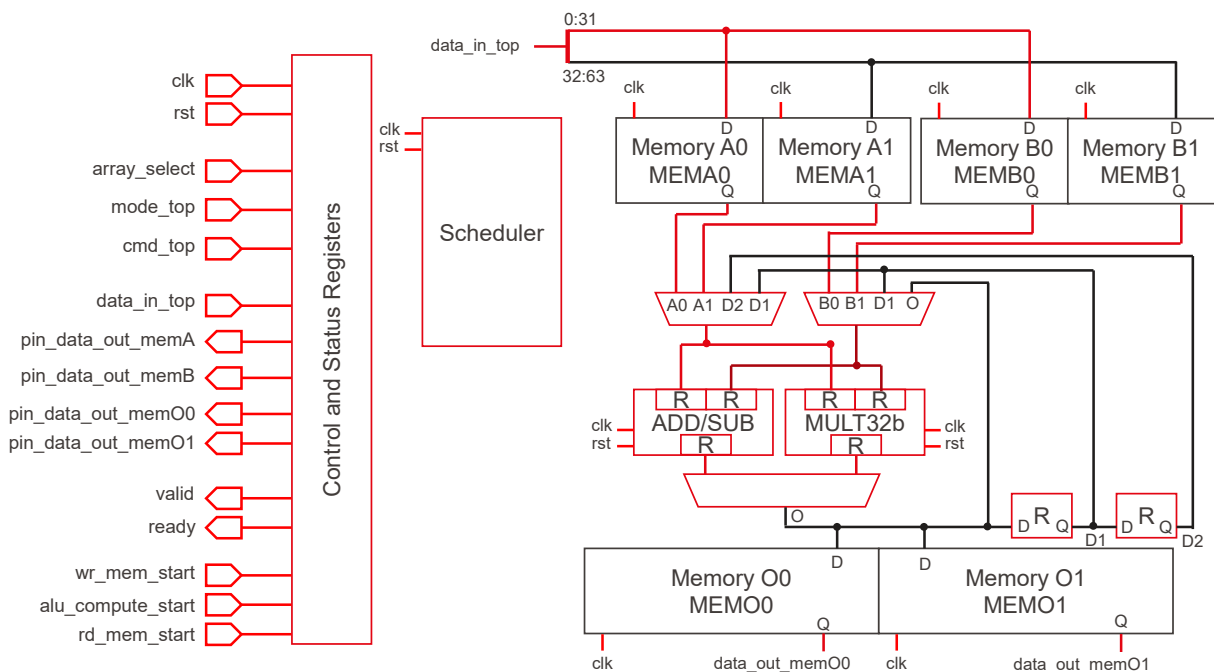 0:31
data_in_top
32:63
clk
rst
array_select
mode_top
cmd_top
data_in_top
pin_data_out_memA
pin_data_out_memB
pin_data_out_memO0
pin_data_out_memO1
valid
ready
wr_mem_start
alu_compute_start
rd_mem_start
Control and Status Registers
clk
rst
Scheduler
clk
clk
clk
clk
D
D
D
D
Memory A0
MEMA0
Q
Memory A1
MEMA1
Q
Memory B0
MEMB0
Q
Memory B1
MEMB1
Q
A0 A1 D2 D1
B0 B1 D1 O
R R
ADD/SUB
R
clk
rst
R R
MULT32b
R
clk
rst
O
D R Q
D1
D R Q
D2
D
Memory O0
MEMO0
Q
D
Memory O1
MEMO1
Q
clk
data_out_memO0
clk
data_out_memO1